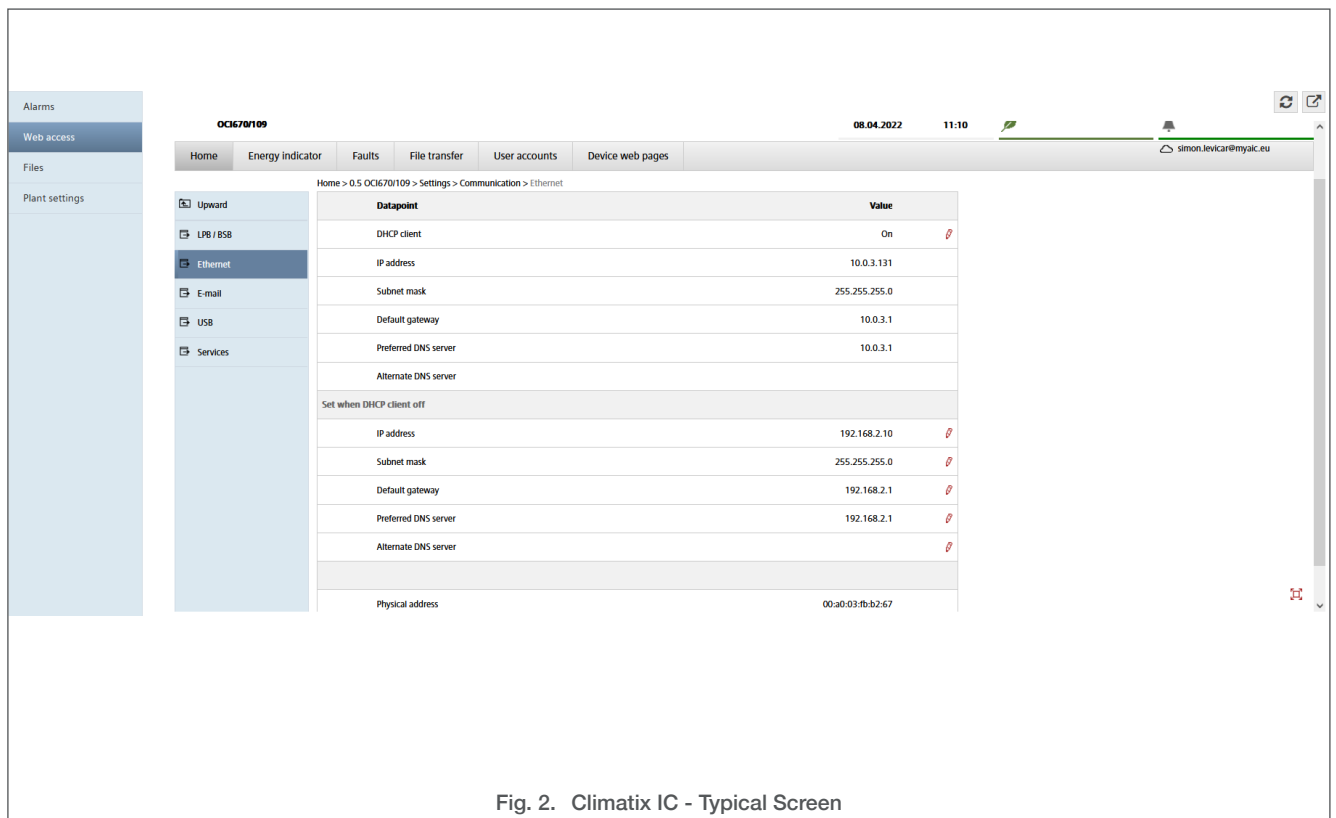 Alarms
Web access
Files
Plant settings
OCI670/109 08.04.2022 11:10
simon.levicar@myaic.eu
Home Energy indicator Faults File transfer User accounts Device web pages
Home > 0.5 OCI670/109 > Settings > Communication > Ethernet
Upward
LPB / BSB
Ethernet
E-mail
USB
Services
Datapoint Value
DHCP client On
IP address 10.0.3.131
Subnet mask 255.255.255.0
Default gateway 10.0.3.1
Preferred DNS server 10.0.3.1
Alternate DNS server
Set when DHCP client off
IP address 192.168.2.10
Subnet mask 255.255.255.0
Default gateway 192.168.2.1
Preferred DNS server 192.168.2.1
Alternate DNS server
Physical address 00:a0:03:fb:b2:67
Fig. 2. Climatix IC - Typical Screen